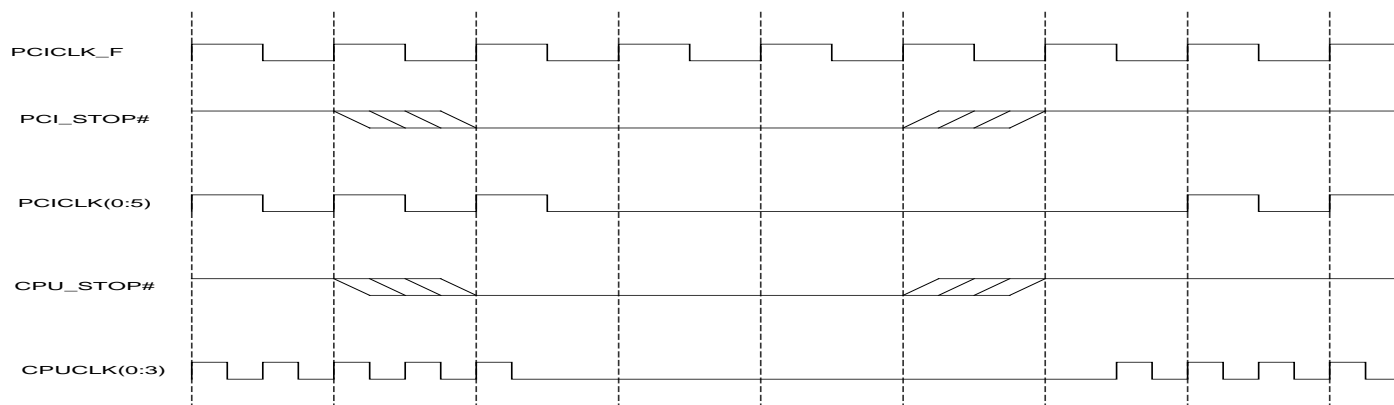 PCICLK_F
PCI_STOP#
PCICLK(0:5)
CPU_STOP#
CPUCLK(0:3)